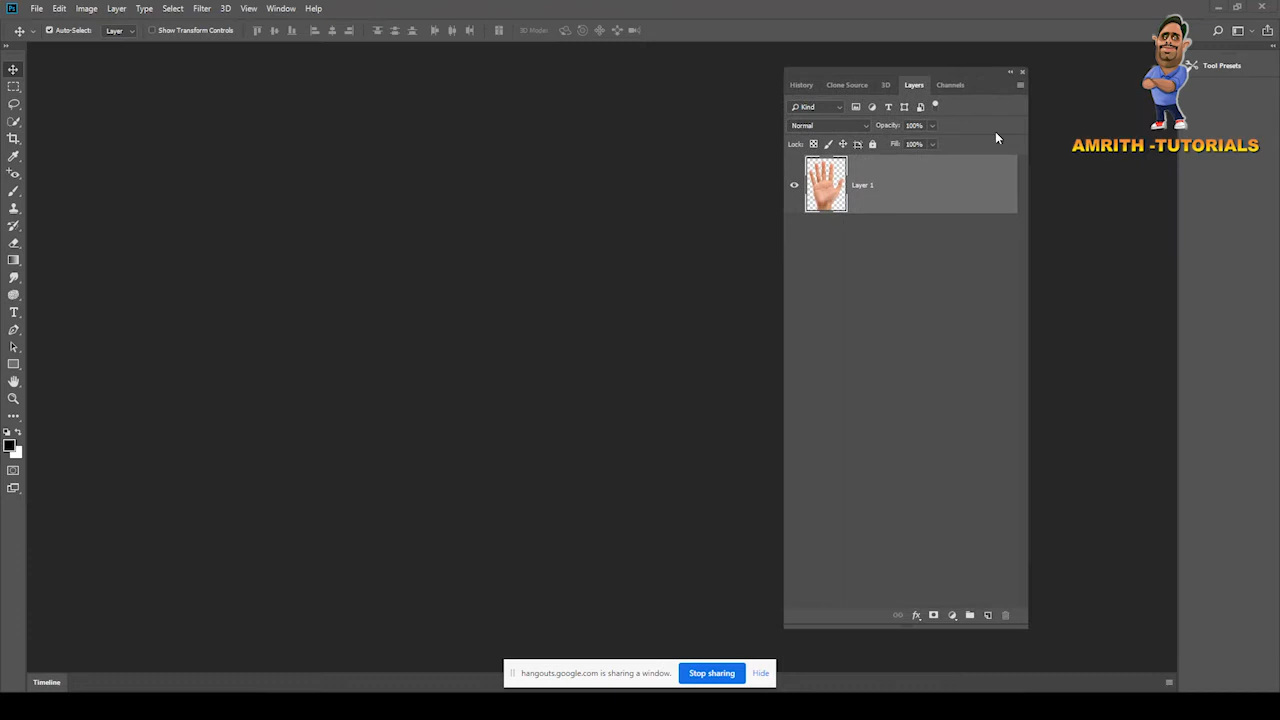 Ps File Edit Image Layer Type Select Filter 3D View Window Help
Auto-Select: Layer Show Transform Controls 3D Mode:
Tool Presets
AMRITH -TUTORIALS
History Clone Source 3D Layers Channels
Kind
Normal Opacity: 100%
Lock: Fill: 100%
Layer 1
T
hangouts.google.com is sharing a window. Stop sharing Hide
Timeline